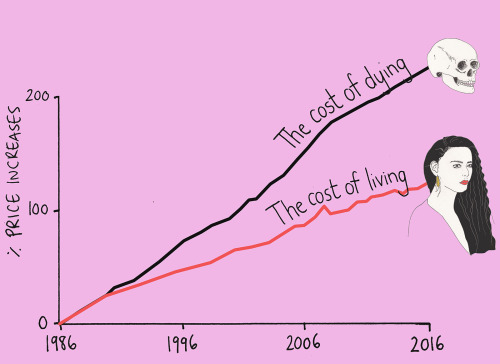 The cost of dying
200
The cost of living
100
% PRICE INCREASES
0
1986 1996 2006 2016